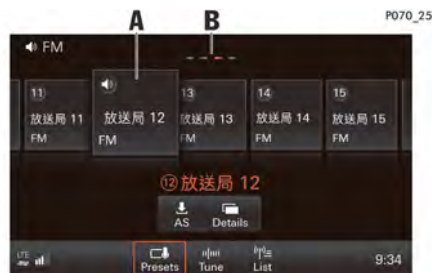 A
B
P070_25
FM
11
12
13
14
15
放送局 11
放送局 12
放送局 13
放送局 14
放送局 15
FM
FM
FM
FM
FM
⑫放送局 12
AS
Details
LTE
Presets
Tune
List
9:34